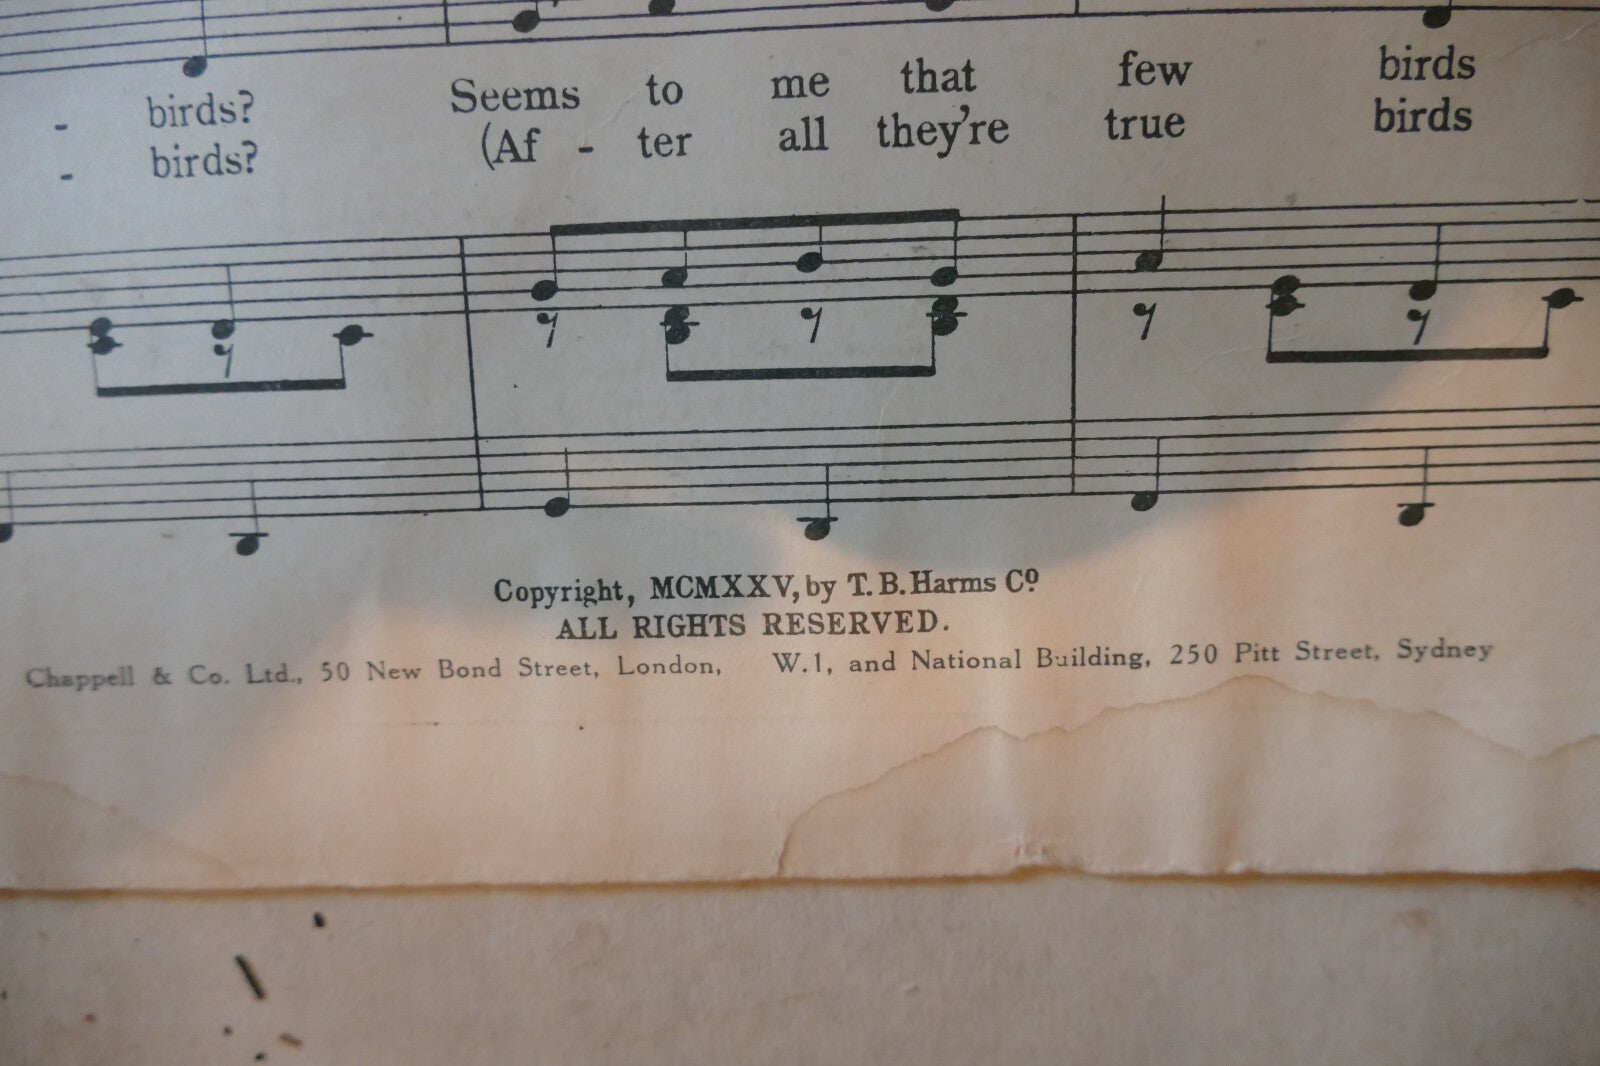 - birds? Seems to me that few birds
- birds? (Af - ter all they're true birds
Copyright, MCMXXV, by T. B. Harms Co.
ALL RIGHTS RESERVED.
Chappell & Co. Ltd., 50 New Bond Street, London, W.1, and National Building, 250 Pitt Street, Sydney